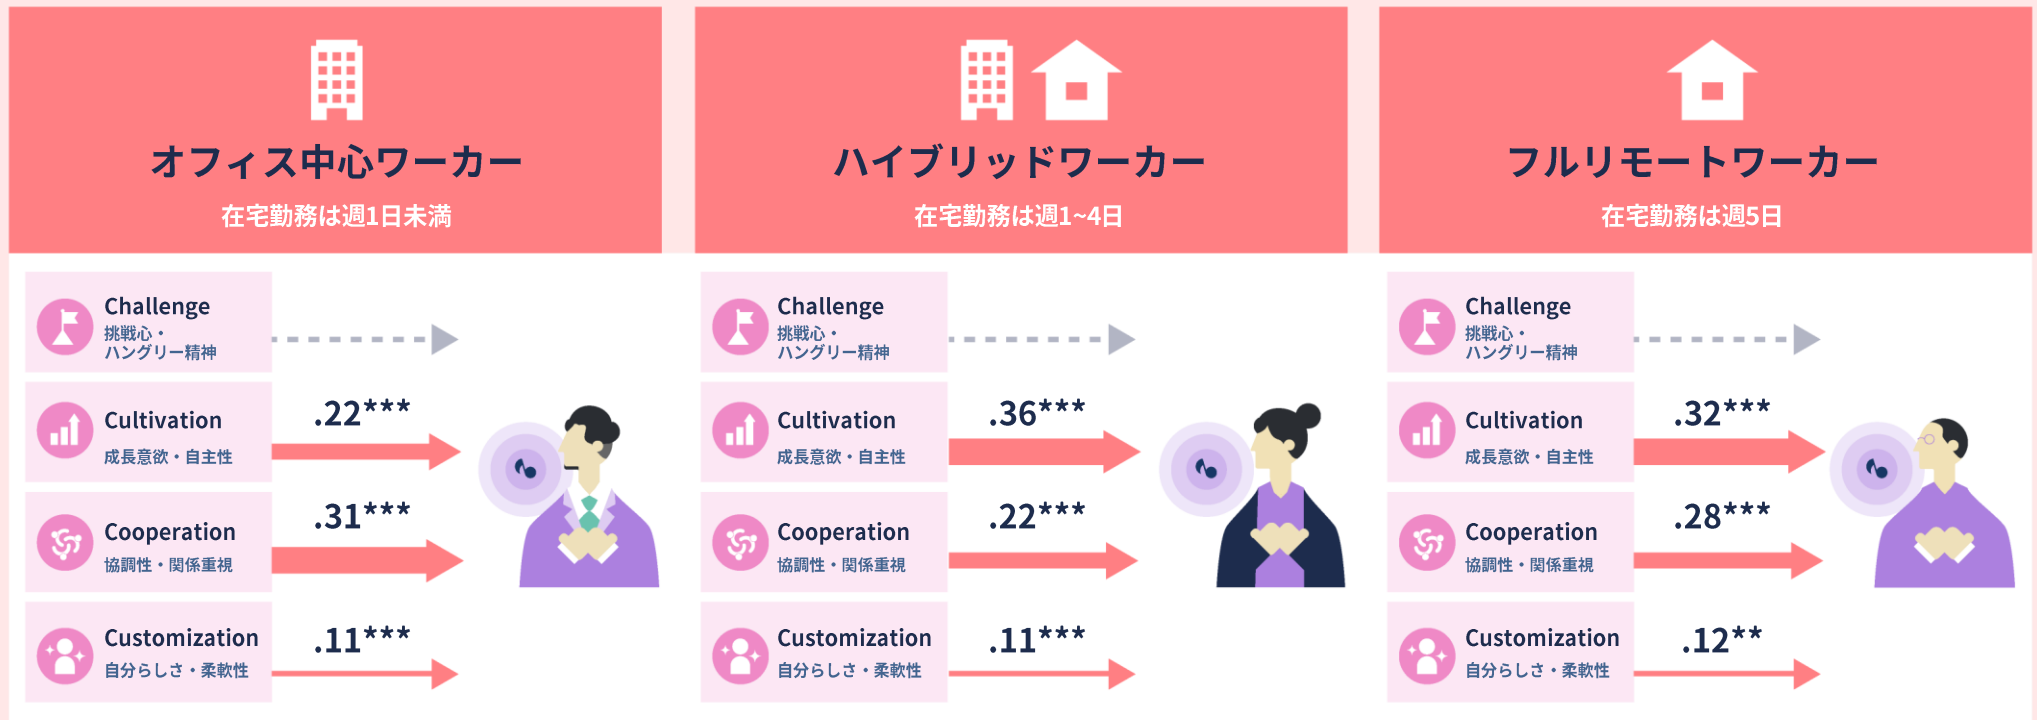 オフィス中心ワーカー
在宅勤務は週1日未満
Challenge
挑戦心・
ハングリー精神
Cultivation
成長意欲・自主性
.22***
Cooperation
協調性・関係重視
.31***
Customization
自分らしさ・柔軟性
.11***
ハイブリッドワーカー
在宅勤務は週1~4日
Challenge
挑戦心・
ハングリー精神
Cultivation
成長意欲・自主性
.36***
Cooperation
協調性・関係重視
.22***
Customization
自分らしさ・柔軟性
.11***
フルリモートワーカー
在宅勤務は週5日
Challenge
挑戦心・
ハングリー精神
Cultivation
成長意欲・自主性
.32***
Cooperation
協調性・関係重視
.28***
Customization
自分らしさ・柔軟性
.12**